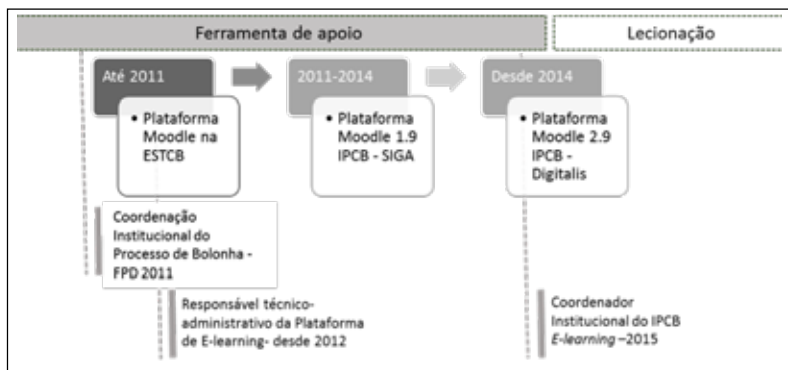 Ferramenta de apoio
Lecionação
Até 2011
2011-2014
Desde 2014
• Plataforma
Moodle na
ESTCB
• Plataforma
Moodle 1.9
IPCB - SIGA
• Plataforma
Moodle 2.9
IPCB -
Digitalis
Coordenação
Institucional do
Processo de Bolonha -
FPD 2011
Responsável técnico-
administrativo da Plataforma
de E-learning- desde 2012
Coordenador
Institucional do IPCB
E-learning –2015